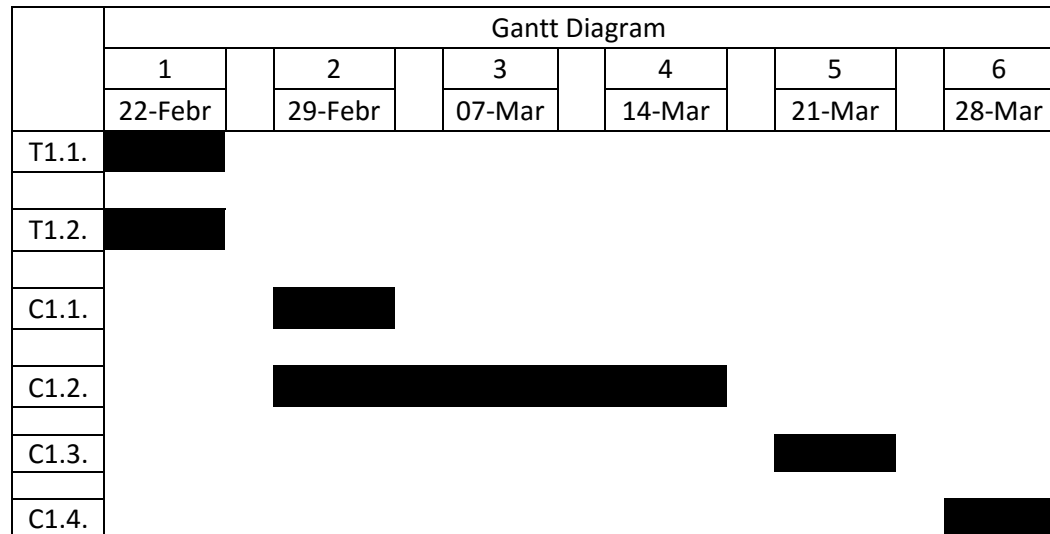 Gantt Diagram
1 2 3 4 5 6
22-Febr 29-Febr 07-Mar 14-Mar 21-Mar 28-Mar
T1.1.
T1.2.
C1.1.
C1.2.
C1.3.
C1.4.